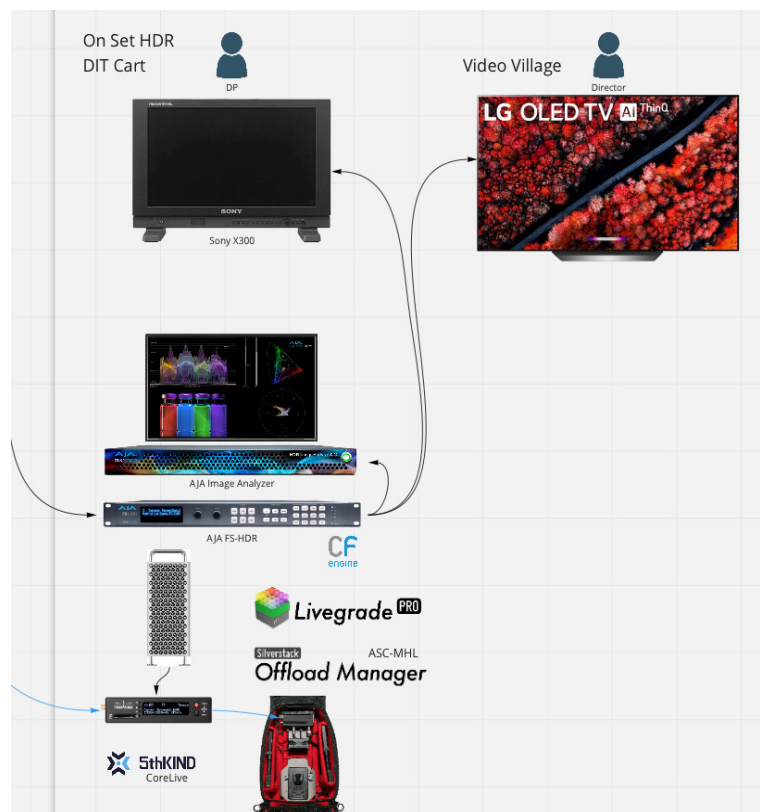 On Set HDR
DIT Cart
DP
Video Village
Director
LG OLED TV AI ThinQ
SONY
Sony X300
AJA
AJA Image Analyzer
AJA
AJA FS-HDR
CF
ENGINE
Livegrade PRO
Silverstack
ASC-MHL
Offload Manager
5thKIND
CoreLive